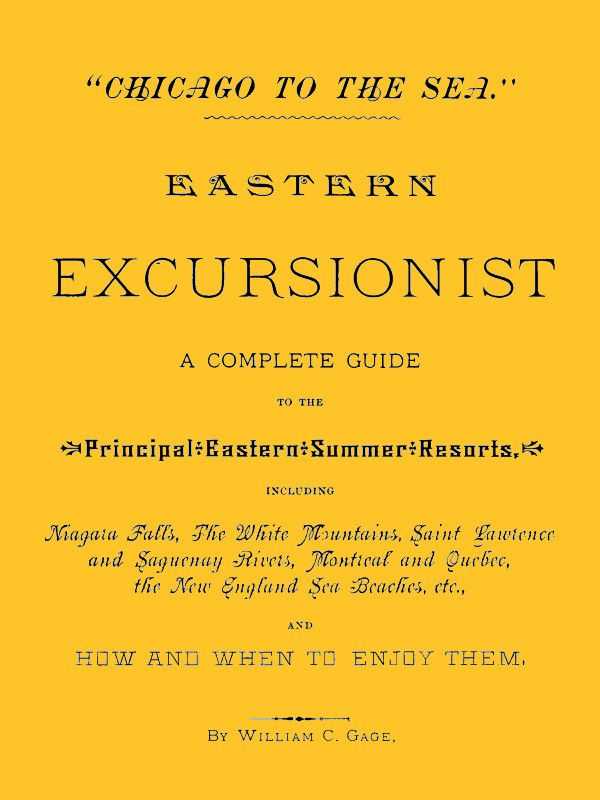 "CHICAGO TO THE SEA."
EASTERN
EXCURSIONIST
A COMPLETE GUIDE
TO THE
Principal Eastern Summer Resorts,
INCLUDING
Niagara Falls, The White Mountains, Saint Lawrence
and Saguenay Rivers, Montreal and Quebec,
the New England Sea Beaches, etc.,
AND
HOW AND WHEN TO ENJOY THEM.
By William C. Gage.